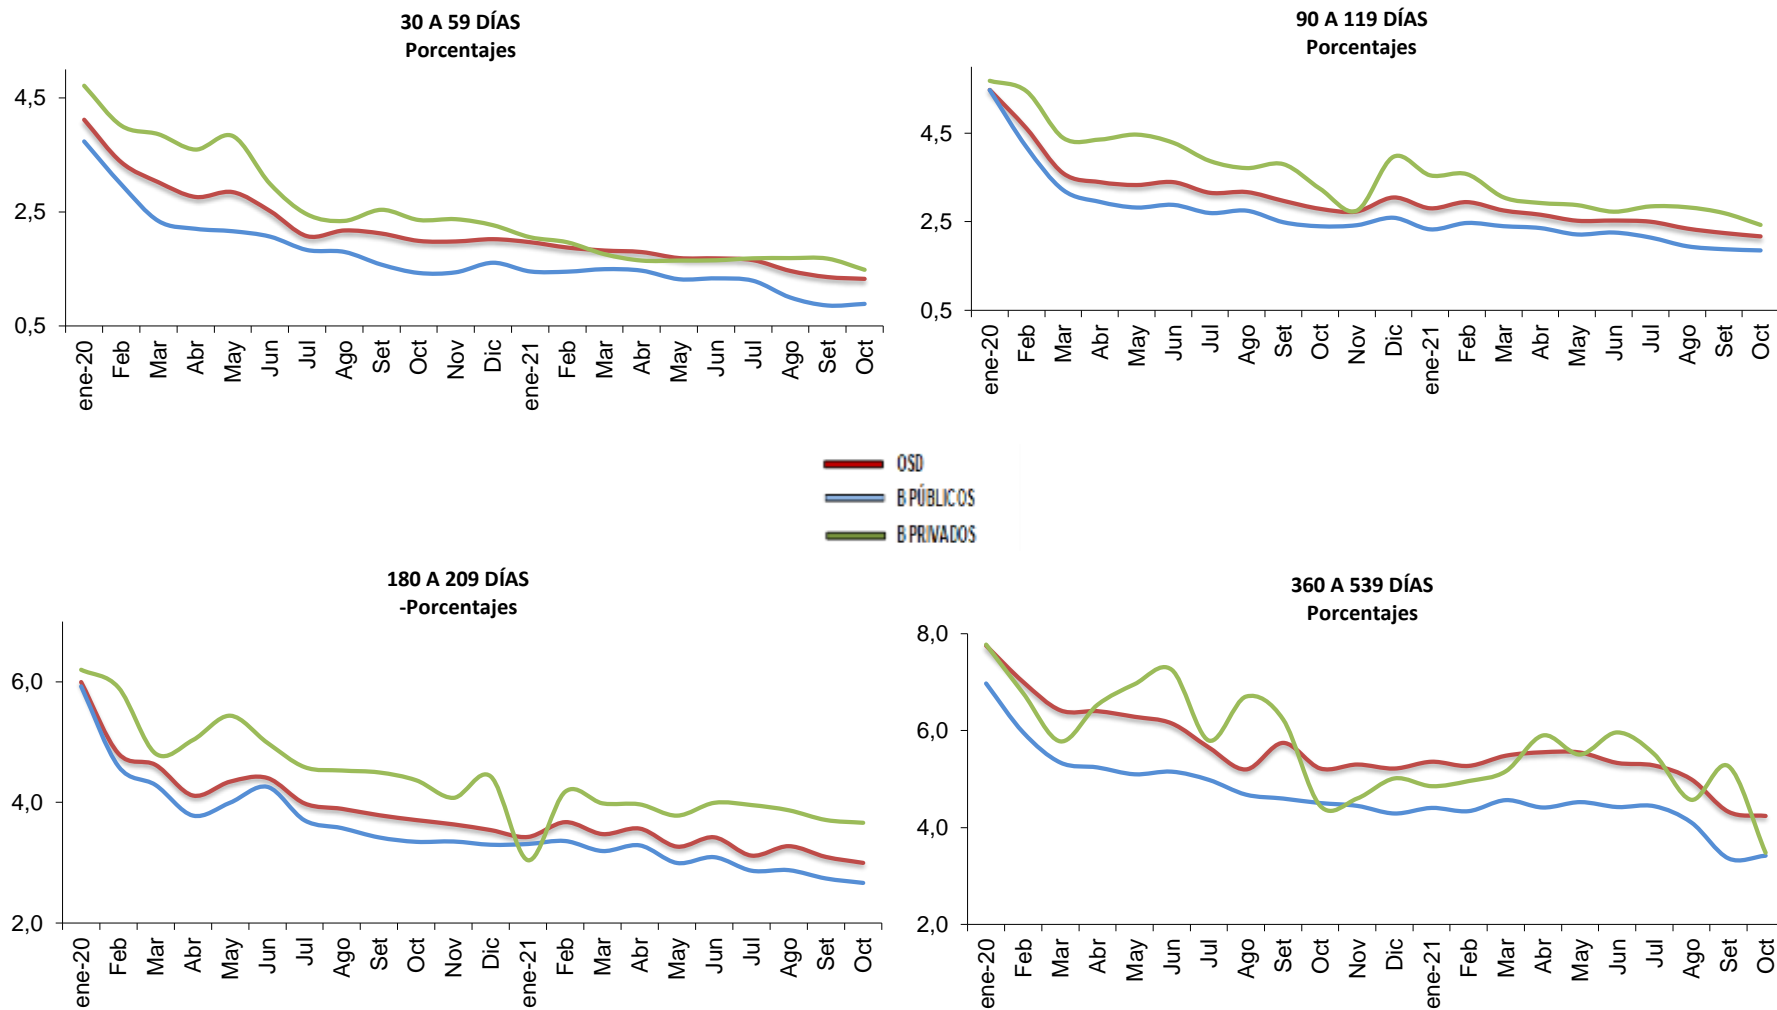 30 A 59 DÍAS
Porcentajes
4,5
2,5
0,5
ene-20 Feb Mar Abr May Jun Jul Ago Set Oct Nov Dic ene-21 Feb Mar Abr May Jun Jul Ago Set Oct
90 A 119 DÍAS
Porcentajes
4,5
2,5
0,5
ene-20 Feb Mar Abr May Jun Jul Ago Set Oct Nov Dic ene-21 Feb Mar Abr May Jun Jul Ago Set Oct
OSD
B PÚBLICOS
B PRIVADOS
180 A 209 DÍAS
-Porcentajes
6,0
4,0
2,0
ene-20 Feb Mar Abr May Jun Jul Ago Set Oct Nov Dic ene-21 Feb Mar Abr May Jun Jul Ago Set Oct
360 A 539 DÍAS
Porcentajes
8,0
6,0
4,0
2,0
ene-20 Feb Mar Abr May Jun Jul Ago Set Oct Nov Dic ene-21 Feb Mar Abr May Jun Jul Ago Set Oct